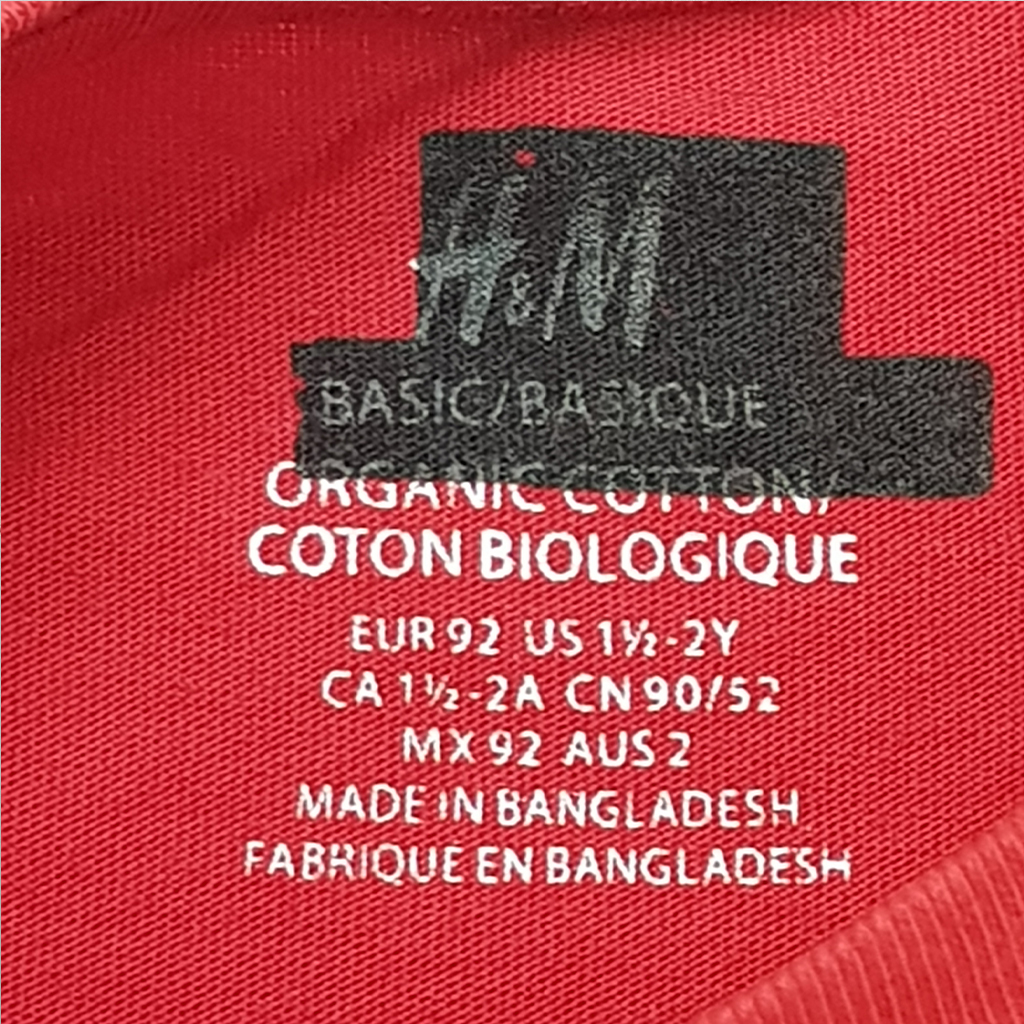 H&M
BASIC/BASIQUE
ORGANIC COTTON/
COTON BIOLOGIQUE
EUR 92 US 1½-2Y
CA 1½-2A CN 90/52
MX 92 AUS 2
MADE IN BANGLADESH
FABRIQUE EN BANGLADESH